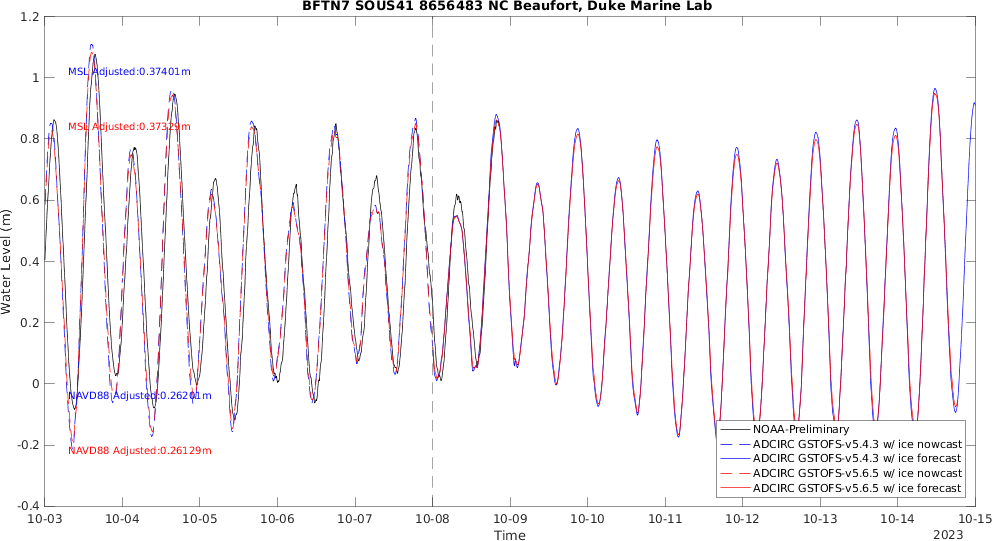 BFTN7 SOUS41 8656483 NC Beaufort, Duke Marine Lab
1.2
1
0.8
0.6
0.4
0.2
0
-0.2
-0.4
Water Level (m)
MSL Adjusted:0.37401m
MSL Adjusted:0.37329m
NAVD88 Adjusted:0.26201m
NAVD88 Adjusted:0.26129m
NOAA-Preliminary
ADCIRC GSTOFS-v5.4.3 w/ ice nowcast
ADCIRC GSTOFS-v5.4.3 w/ ice forecast
ADCIRC GSTOFS-v5.6.5 w/ ice nowcast
ADCIRC GSTOFS-v5.6.5 w/ ice forecast
10-03 10-04 10-05 10-06 10-07 10-08 10-09 10-10 10-11 10-12 10-13 10-14 10-15
Time
2023